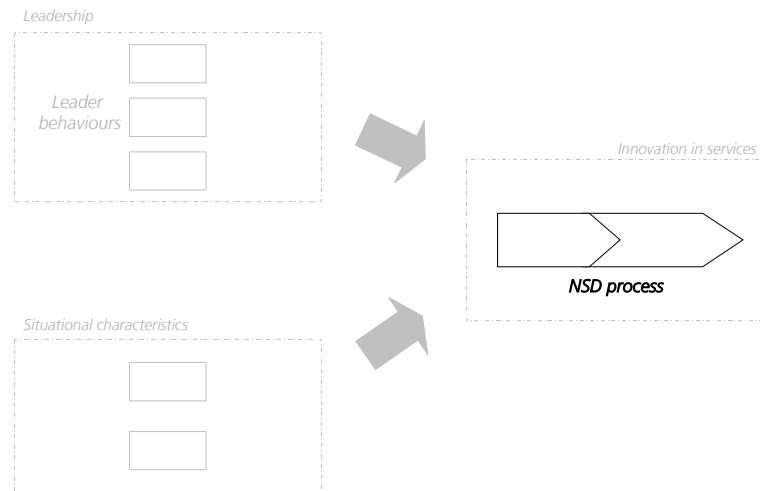 Leadership
Leader
behaviours
Innovation in services
NSD process
Situational characteristics